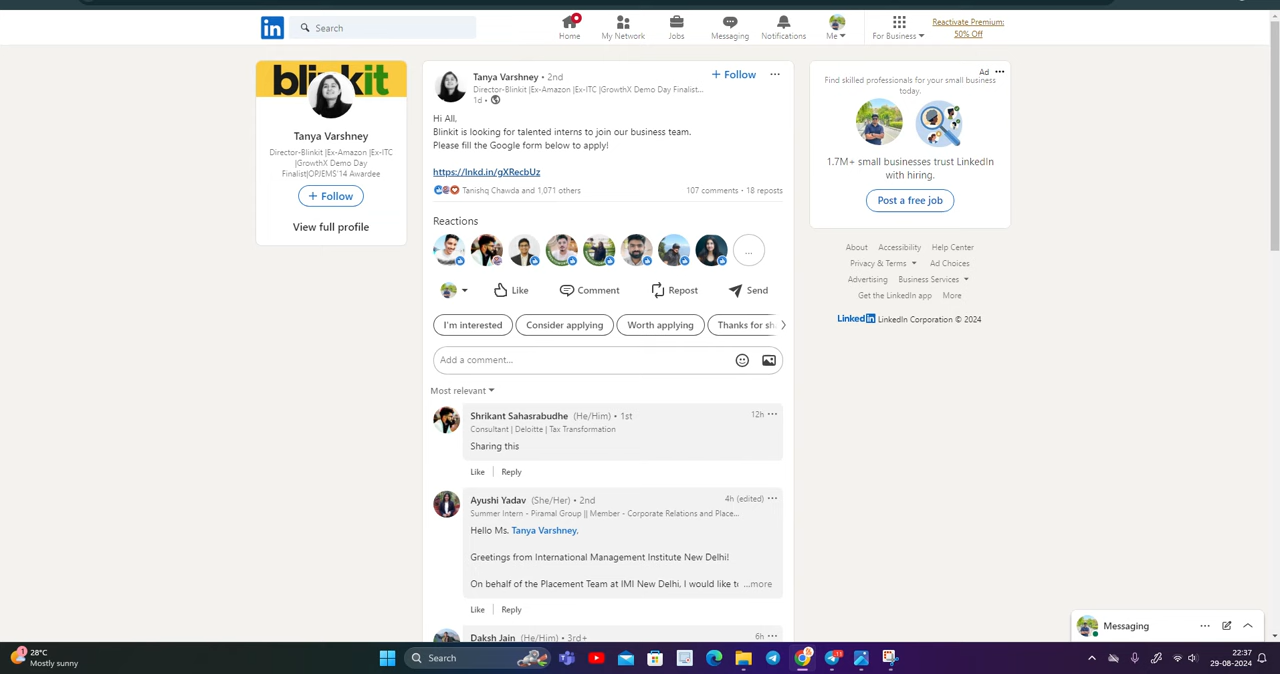 in
Search
Home
My Network
Jobs
Messaging
Notifications
Me
For Business
Reactivate Premium:
50% Off
blinkit
Tanya Varshney
Director-Blinkit |Ex-Amazon |Ex-ITC
|GrowthX Demo Day
Finalist|OPJEMS'14 Awardee
+ Follow
View full profile
Tanya Varshney • 2nd
+ Follow
Director-Blinkit |Ex-Amazon |Ex-ITC |GrowthX Demo Day Finalist...
1d •
Hi All,
Blinkit is looking for talented interns to join our business team.
Please fill the Google form below to apply!
https://lnkd.in/gXRecbUz
Tanishq Chawda and 1,071 others
107 comments • 18 reposts
Reactions
...
Like
Comment
Repost
Send
I'm interested
Consider applying
Worth applying
Thanks for sh
Add a comment...
Most relevant
Shrikant Sahasrabudhe (He/Him) • 1st
12h
Consultant | Deloitte | Tax Transformation
Sharing this
Like | Reply
Ayushi Yadav (She/Her) • 2nd
4h (edited)
Summer Intern - Piramal Group || Member - Corporate Relations and Place...
Hello Ms. Tanya Varshney,
Greetings from International Management Institute New Delhi!
On behalf of the Placement Team at IMI New Delhi, I would like to ...more
Like | Reply
Daksh Jain (He/Him) • 3rd+
6h
Ad
Find skilled professionals for your small business
today.
1.7M+ small businesses trust LinkedIn
with hiring.
Post a free job
About Accessibility Help Center
Privacy & Terms Ad Choices
Advertising Business Services
Get the LinkedIn app More
Linkedin LinkedIn Corporation © 2024
Messaging
28°C
Mostly sunny
Search
22:37
29-08-2024